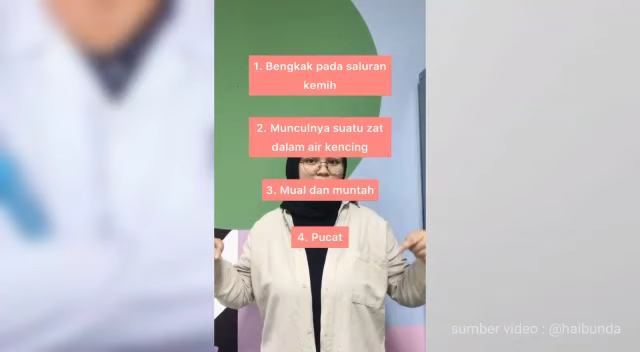 1. Bengkak pada saluran
kemih
2. Munculnya suatu zat
dalam air kencing
3. Mual dan muntah
4. Pucat
sumber video : @haibunda